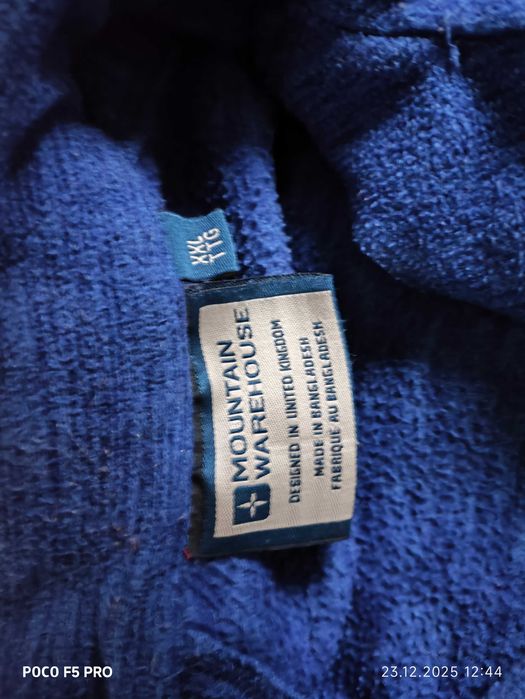 XXL
TTG
MOUNTAIN
WAREHOUSE
DESIGNED IN UNITED KINGDOM
MADE IN BANGLADESH
FABRIQUE AU BANGLADESH
POCO F5 PRO
23.12.2025 12:44